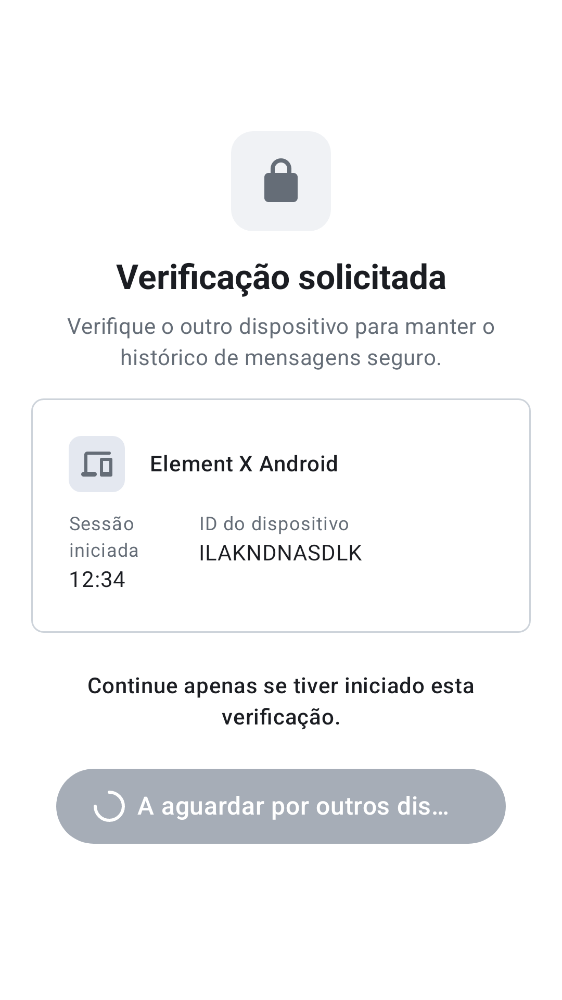 Verificação solicitada
Verifique o outro dispositivo para manter o
histórico de mensagens seguro.
Element X Android
Sessão
iniciada
12:34
ID do dispositivo
ILAKNDNASDLK
Continue apenas se tiver iniciado esta
verificação.
A aguardar por outros dis…